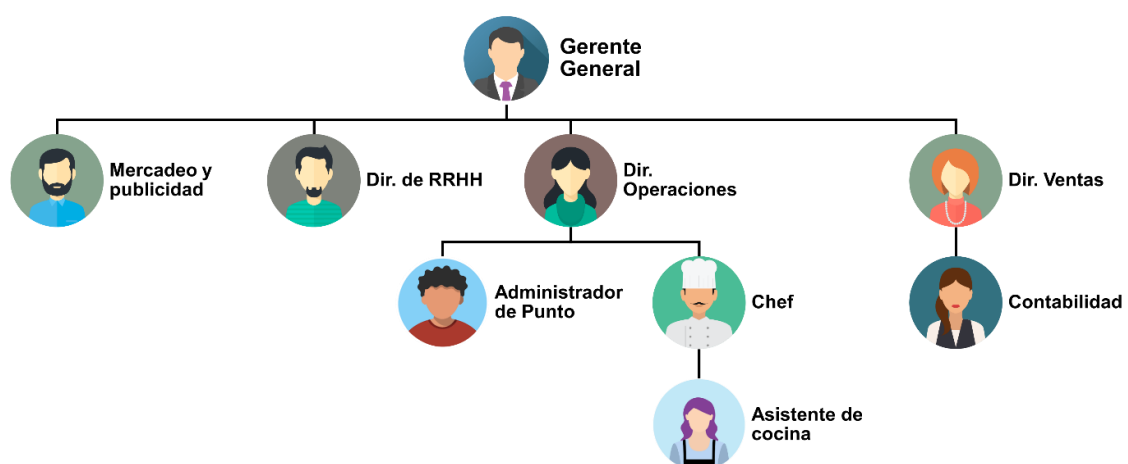 Gerente
General
Mercadeo y
publicidad
Dir. de RRHH
Dir.
Operaciones
Dir. Ventas
Administrador
de Punto
Chef
Contabilidad
Asistente de
cocina